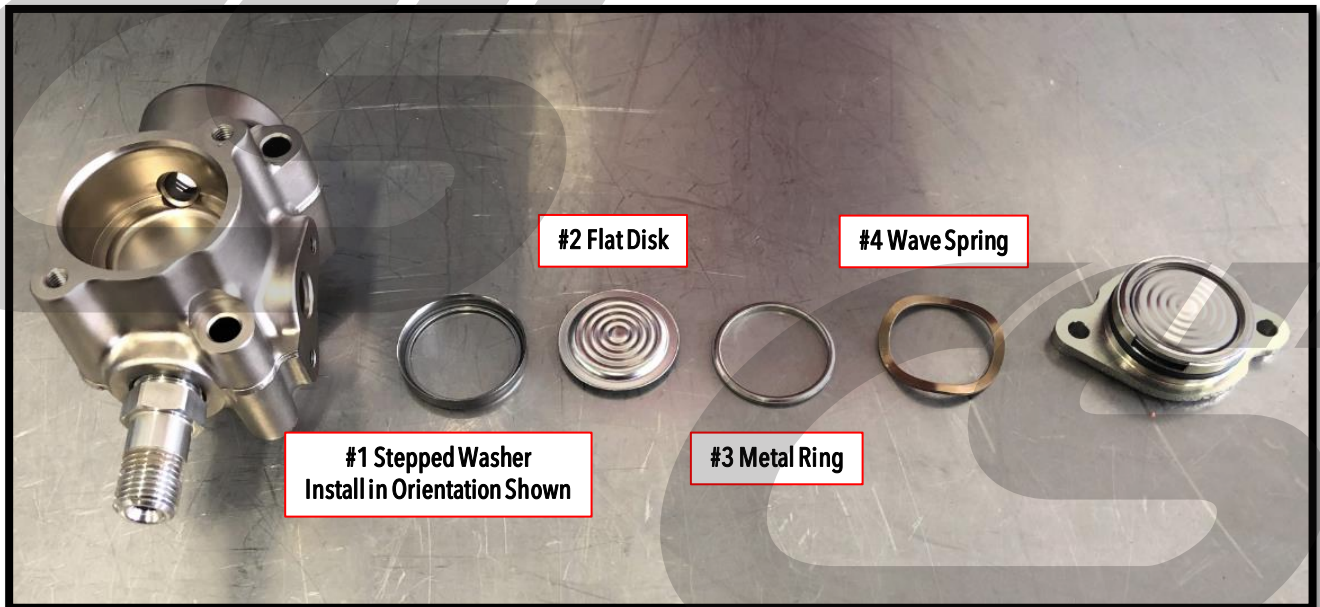 #2 Flat Disk
#4 Wave Spring
#1 Stepped Washer
Install in Orientation Shown
#3 Metal Ring